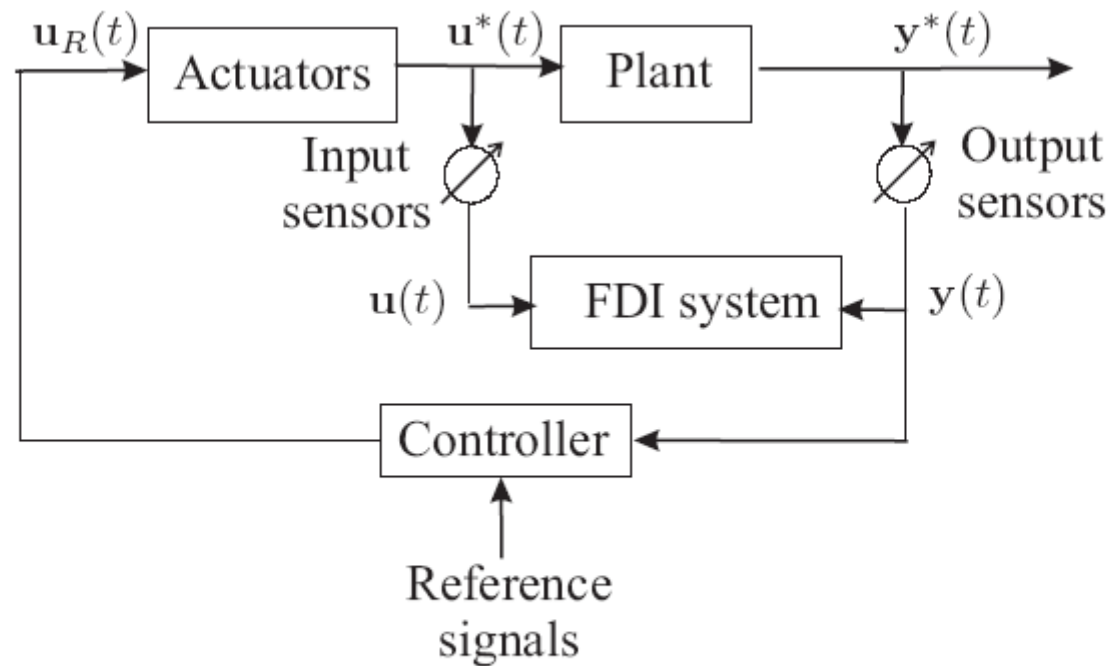 𝐮_R(t)
Actuators
𝐮*(t)
Plant
𝐲*(t)
Input
sensors
Output
sensors
𝐮(t)
FDI system
𝐲(t)
Controller
Reference
signals